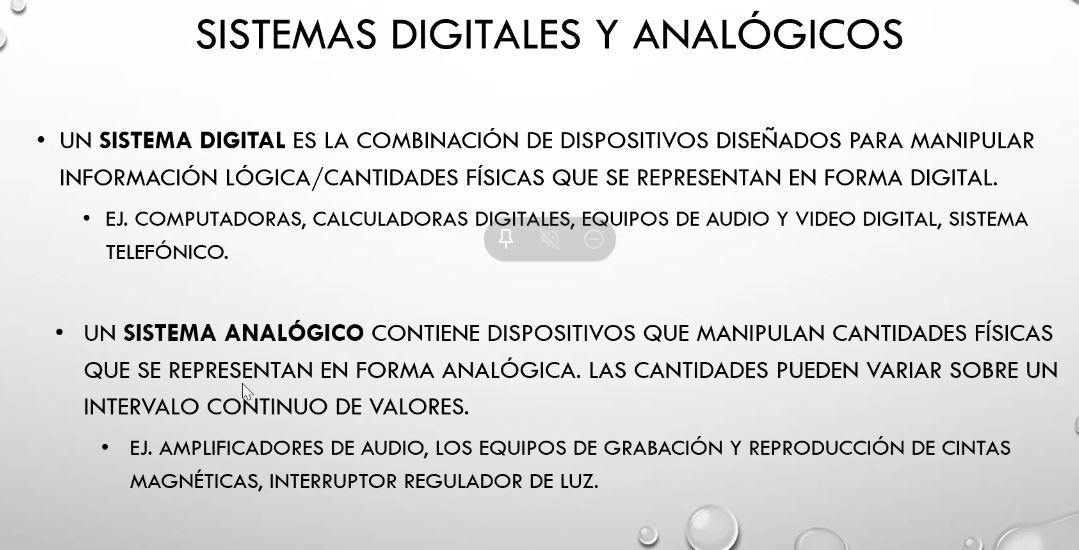 SISTEMAS DIGITALES Y ANALÓGICOS
• UN SISTEMA DIGITAL ES LA COMBINACIÓN DE DISPOSITIVOS DISEÑADOS PARA MANIPULAR
INFORMACIÓN LÓGICA/CANTIDADES FÍSICAS QUE SE REPRESENTAN EN FORMA DIGITAL.
• EJ. COMPUTADORAS, CALCULADORAS DIGITALES, EQUIPOS DE AUDIO Y VIDEO DIGITAL, SISTEMA
TELEFÓNICO.
• UN SISTEMA ANALÓGICO CONTIENE DISPOSITIVOS QUE MANIPULAN CANTIDADES FÍSICAS
QUE SE REPRESENTAN EN FORMA ANALÓGICA. LAS CANTIDADES PUEDEN VARIAR SOBRE UN
INTERVALO CONTINUO DE VALORES.
• EJ. AMPLIFICADORES DE AUDIO, LOS EQUIPOS DE GRABACIÓN Y REPRODUCCIÓN DE CINTAS
MAGNÉTICAS, INTERRUPTOR REGULADOR DE LUZ.